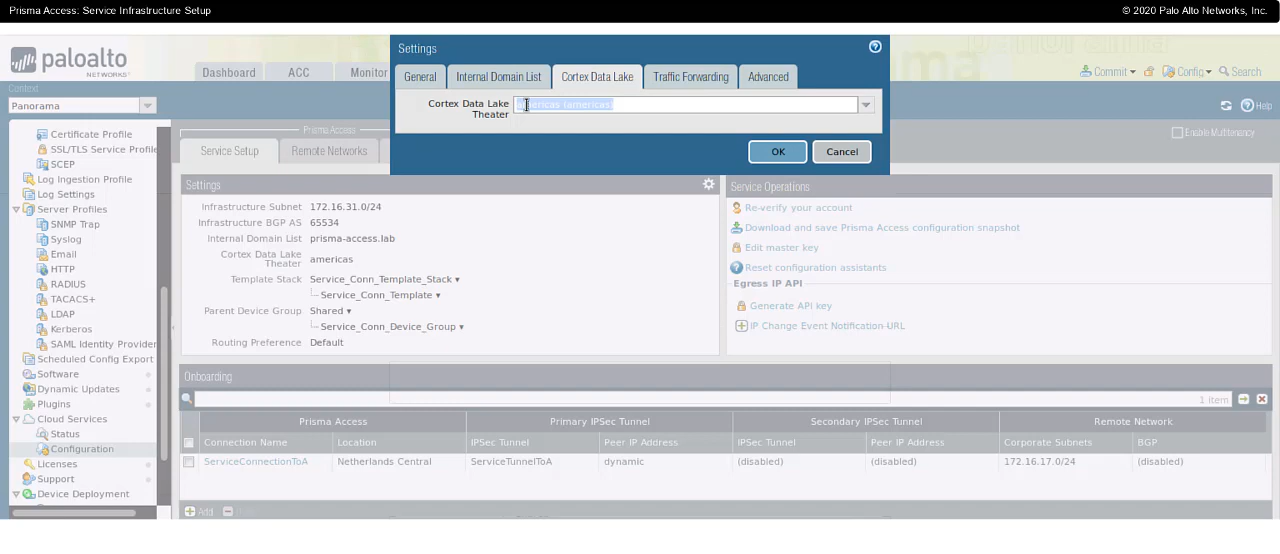 Prisma Access: Service Infrastructure Setup
© 2020 Palo Alto Networks, Inc.
paloalto
NETWORKS
Dashboard ACC Monitor
Commit Config Search
Context
Panorama
Help
Settings
General Internal Domain List Cortex Data Lake Traffic Forwarding Advanced
Cortex Data Lake Theater americas (americas)
OK Cancel
Certificate Profile
SSL/TLS Service Profile
SCEP
Log Ingestion Profile
Log Settings
Server Profiles
SNMP Trap
Syslog
Email
HTTP
RADIUS
TACACS+
LDAP
Kerberos
SAML Identity Provider
Scheduled Config Export
Software
Dynamic Updates
Plugins
Cloud Services
Status
Configuration
Licenses
Support
Device Deployment
Prisma Access
Enable Multitenancy
Service Setup Remote Networks
Settings
Infrastructure Subnet 172.16.31.0/24
Infrastructure BGP AS 65534
Internal Domain List prisma-access.lab
Cortex Data Lake Theater americas
Template Stack Service_Conn_Template_Stack
Service_Conn_Template
Parent Device Group Shared
Service_Conn_Device_Group
Routing Preference Default
Service Operations
Re-verify your account
Download and save Prisma Access configuration snapshot
Edit master key
Reset configuration assistants
Egress IP API
Generate API key
IP Change Event Notification URL
Onboarding
1 item
Prisma Access Primary IPSec Tunnel Secondary IPSec Tunnel Remote Network
Connection Name Location IPSec Tunnel Peer IP Address IPSec Tunnel Peer IP Address Corporate Subnets BGP
ServiceConnectionToA Netherlands Central ServiceTunnelToA dynamic (disabled) (disabled) 172.16.17.0/24 (disabled)
Add